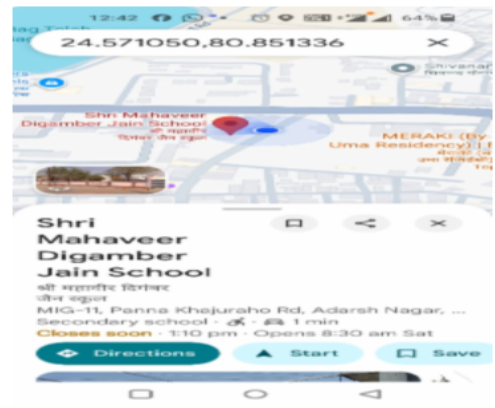 12:42
64%
24.571050,80.851336
Shri Mahaveer
Digamber Jain School
श्री महावीर
दिगंबर जैन स्कूल
MERAKI (By
Uma Residency)
Shri
Mahaveer
Digamber
Jain School
श्री महावीर दिगंबर
जैन स्कूल
MIG-11, Panna Khajuraho Rd, Adarsh Nagar, ...
Secondary school · 1 min
Closes soon · 1:10 pm · Opens 8:30 am Sat
Directions
Start
Save